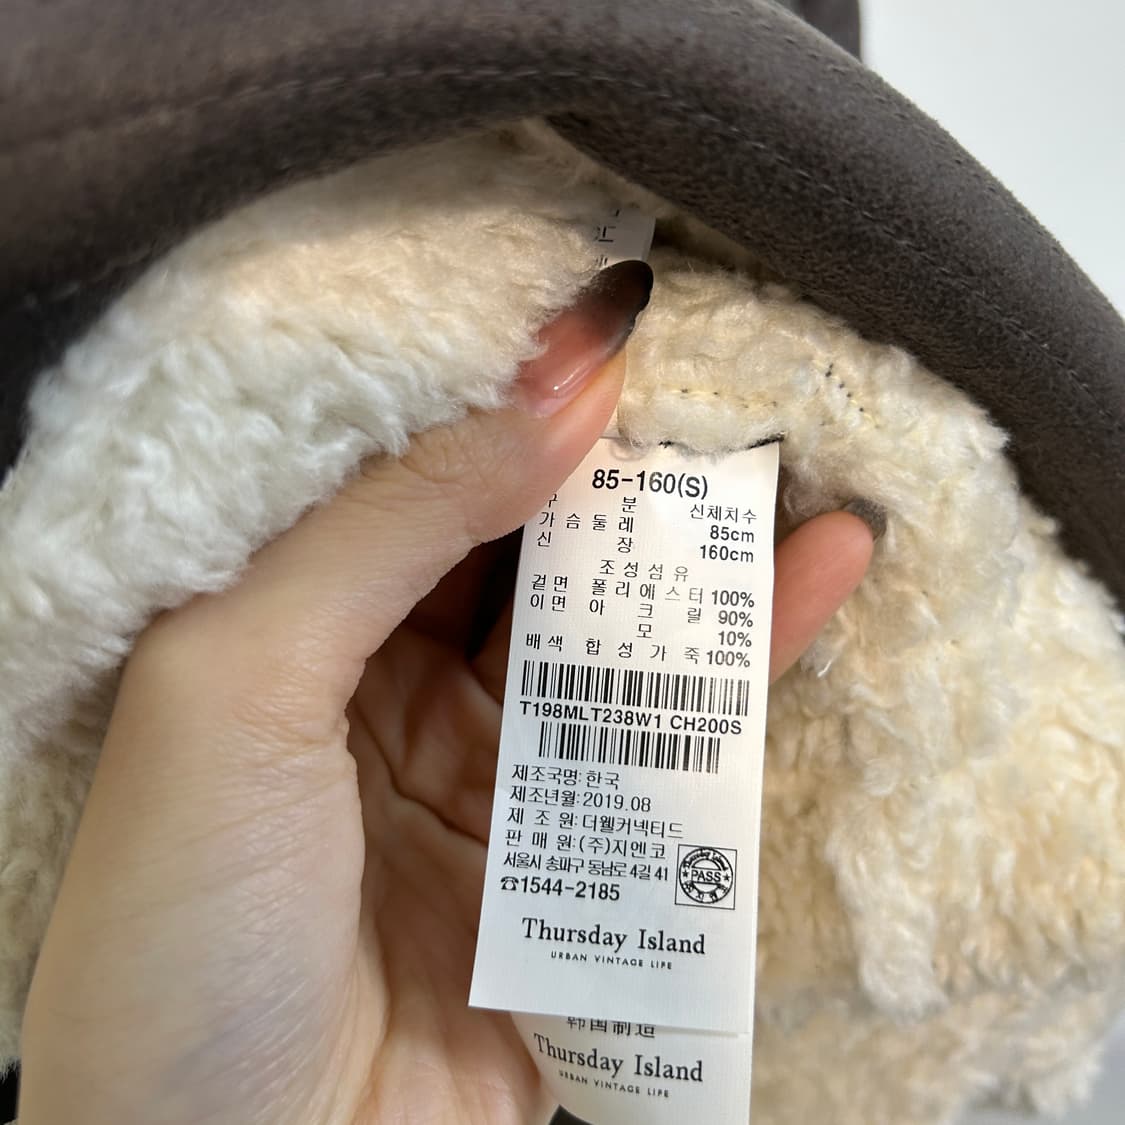 85-160(S)
구 분 신체치수
가슴둘레 85cm
신 장 160cm
조성섬유
겉면 폴리에스터 100%
이면 아 크 릴 90%
모 10%
배색 합성가죽 100%
T198MLT238W1 CH200S
제조국명: 한국
제조년월: 2019.08
제 조 원: 더웰커넥티드
판 매 원: (주)지엔코
서울시 송파구 동남로 4길 41
☎1544-2185
PASS
Thursday Island
URBAN VINTAGE LIFE
韩国制造
Thursday Island
URBAN VINTAGE LIFE